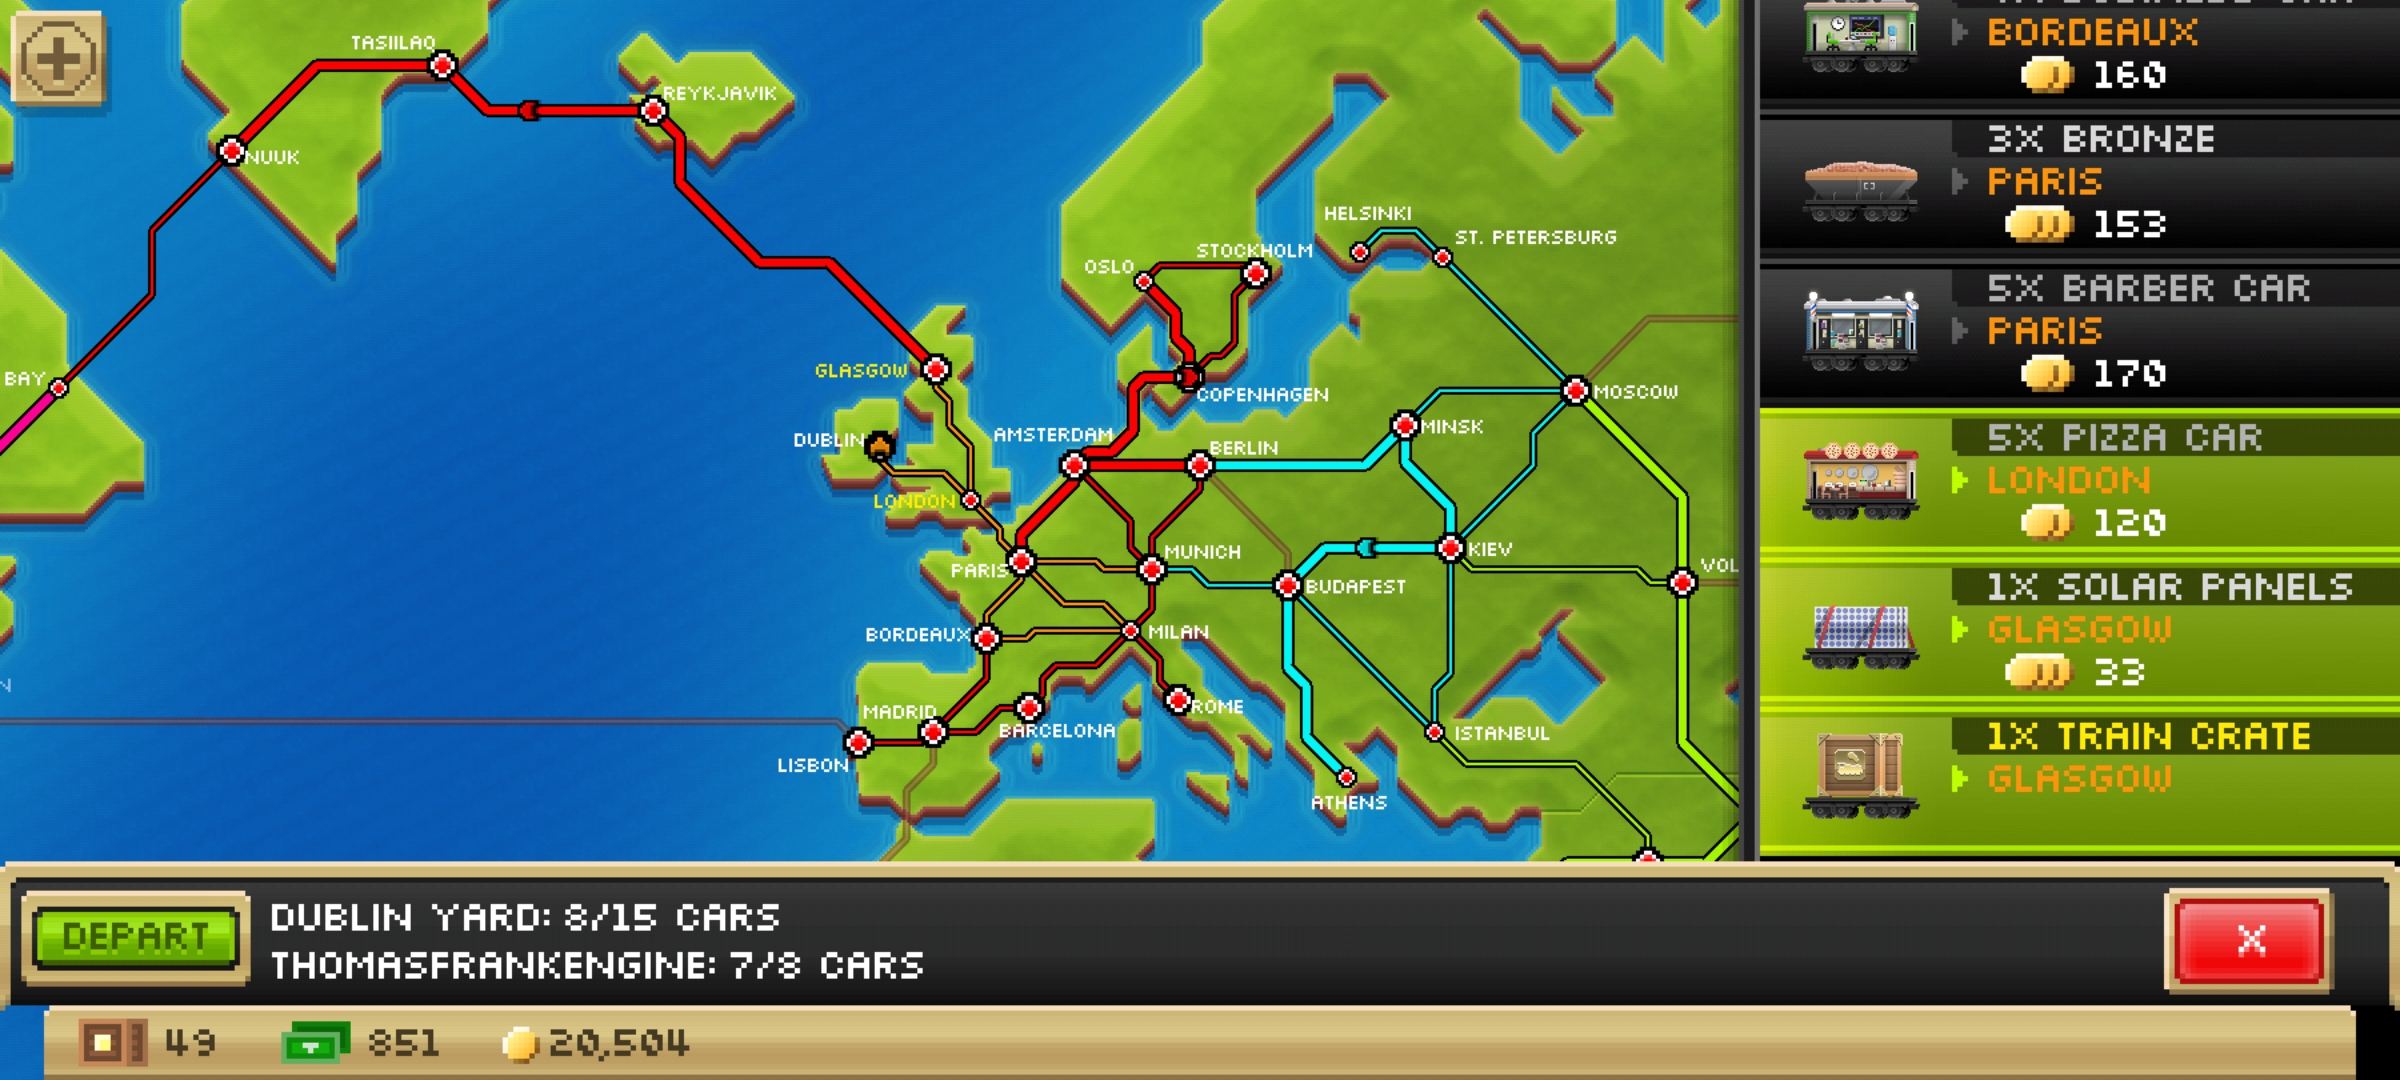 TASIILAQ
REYKJAVIK
NUUK
BAY
HELSINKI
ST. PETERSBURG
STOCKHOLM
OSLO
GLASGOW
COPENHAGEN
MOSCOW
DUBLIN
AMSTERDAM
BERLIN
MINSK
LONDON
PARIS
MUNICH
KIEV
VOL
BUDAPEST
BORDEAUX
MILAN
MADRID
BARCELONA
ROME
ISTANBUL
LISBON
ATHENS
N
BORDEAUX
160
3X BRONZE
PARIS
153
5X BARBER CAR
PARIS
170
5X PIZZA CAR
LONDON
120
1X SOLAR PANELS
GLASGOW
33
1X TRAIN CRATE
GLASGOW
DEPART
DUBLIN YARD: 8/15 CARS
THOMASFRANKENGINE: 7/8 CARS
X
49
851
20,504